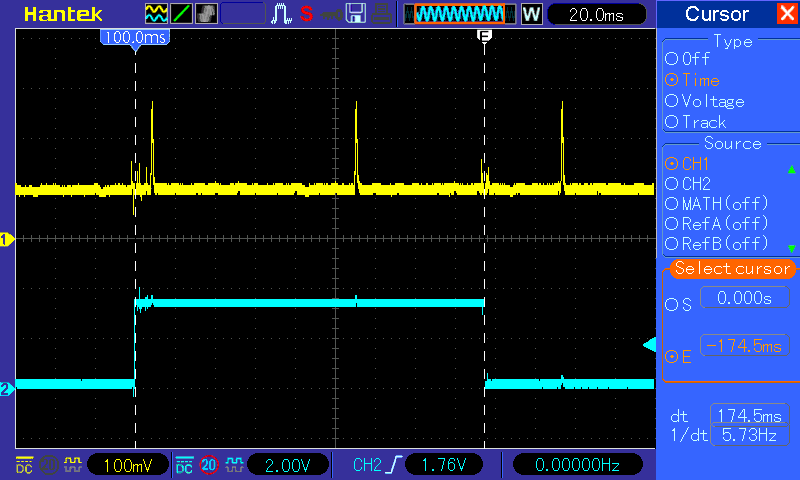 Hantek S W 20.0ms Cursor
100.0ms E
Type
Off
Time
Voltage
Track
Source
CH1
CH2
MATH(off)
RefA(off)
RefB(off)
Select cursor
S 0.000s
E -174.5ms
dt 174.5ms
1/dt 5.73Hz
1
2
DC 20 100mV DC 20 2.00V CH2 1.76V 0.00000Hz